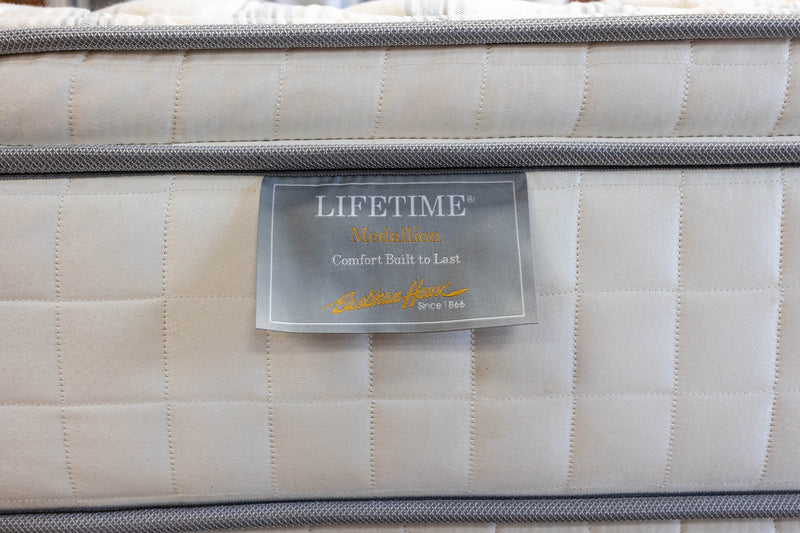 LIFETIME®
Medallion
Comfort Built to Last
Eastman House
Since 1866